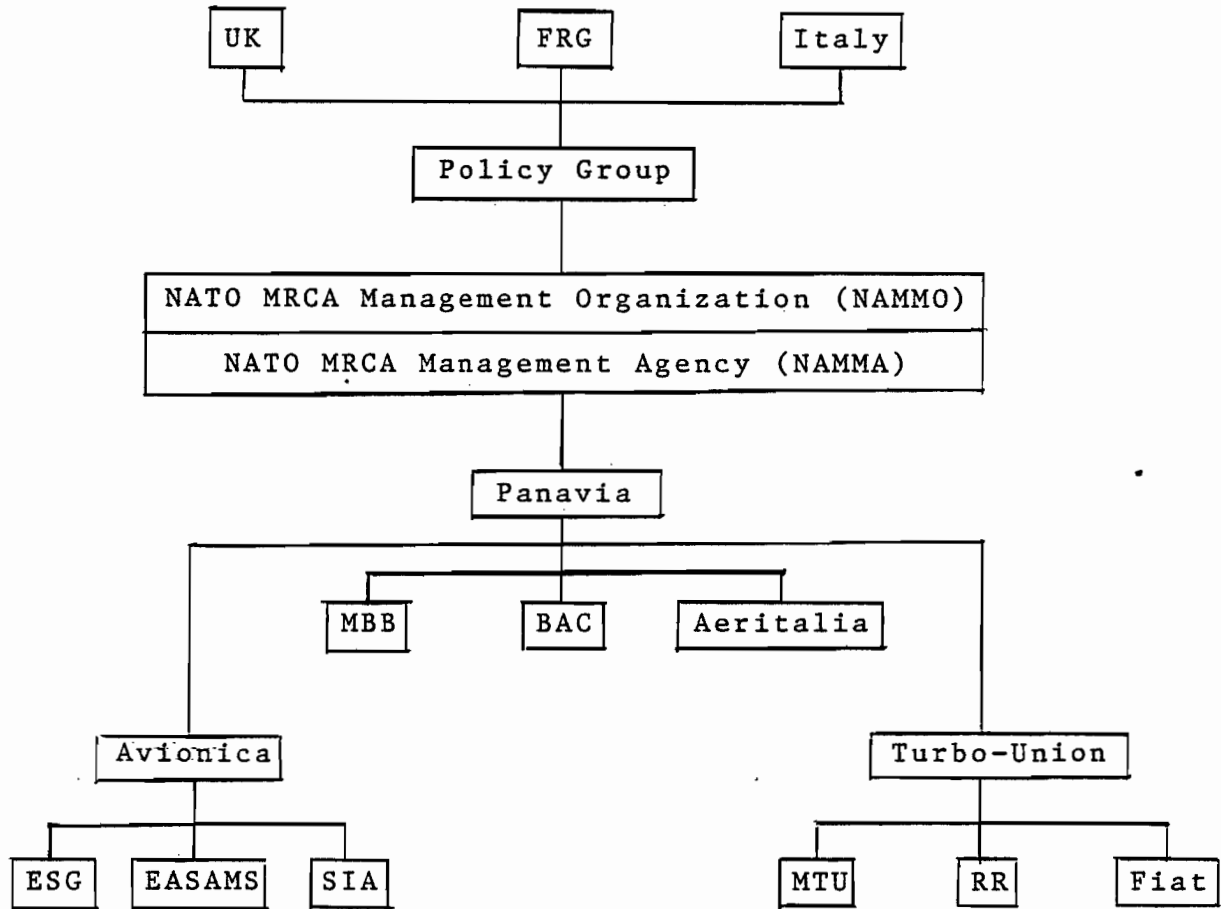 UK
FRG
Italy
Policy Group
NATO MRCA Management Organization (NAMMO)
NATO MRCA Management Agency (NAMMA)
Panavia
MBB
BAC
Aeritalia
Avionica
Turbo-Union
ESG
EASAMS
SIA
MTU
RR
Fiat